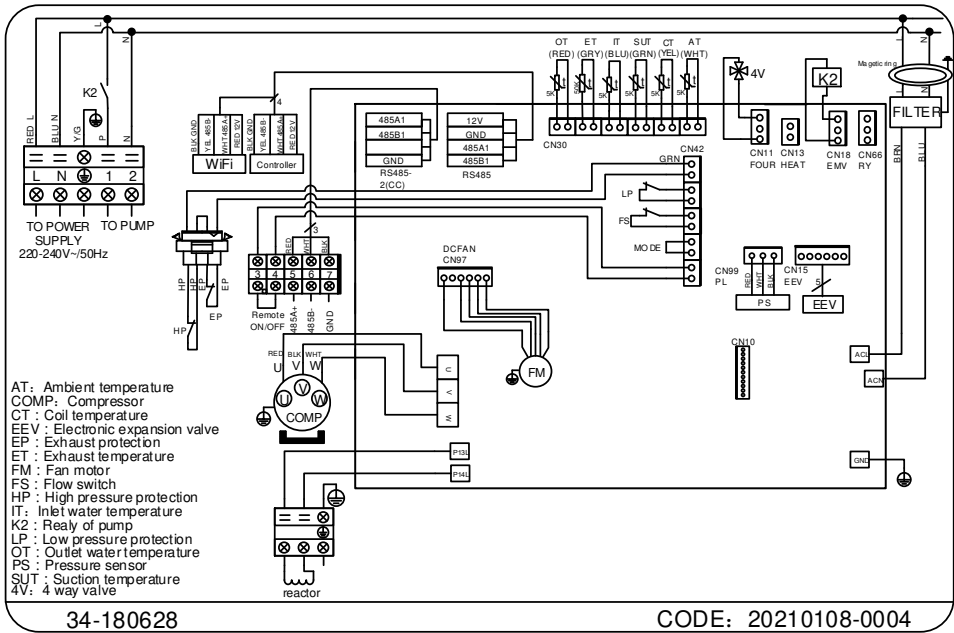 L
N
K2
RED L
BLU N
Y/G
P
N
L N 1 2
TO POWER SUPPLY
220-240V~/50Hz
TO PUMP
4
BLK GND
YEL 485B-
WHT 485A+
RED 12V
WiFi
BLK GND
YEL 485B-
WHT 485A+
RED 12V
Controller
485A1
485B1
GND
RS485-2(CC)
12V
GND
485A1
485B1
RS485
OT (RED)
ET (GRY)
IT (BLU)
SUT (GRN)
CT (YEL)
AT (WHT)
5K
50K
5K
5K
5K
5K
CN30
4V
CN11
FOUR
CN13
HEAT
K2
CN18
EMV
CN66
RY
Magetic ring
L
N
L
N
FILTER
BRN
BLU
CN42
GRN
LP
FS
MODE
HP
HP
EP
EP
HP
EP
RED
WHT
BLK
3
3 4 5 6 7
Remote
ON/OFF
485A+
485B-
GND
DCFAN
CN97
FM
CN99
PL
RED
WHT
BLK
PS
CN15
EEV
5
EEV
CN10
RED BLK WHT
U V W
U V W
COMP
U
V
W
ACL
ACN
P13L
P14L
GND
reactor
AT: Ambient temperature
COMP: Compressor
CT : Coil temperature
EEV : Electronic expansion valve
EP : Exhaust protection
ET : Exhaust temperature
FM : Fan motor
FS : Flow switch
HP : High pressure protection
IT: Inlet water temperature
K2 : Realy of pump
LP : Low pressure protection
OT : Outlet water temperature
PS : Pressure sensor
SUT : Suction temperature
4V: 4 way valve
34-180628
CODE: 20210108-0004